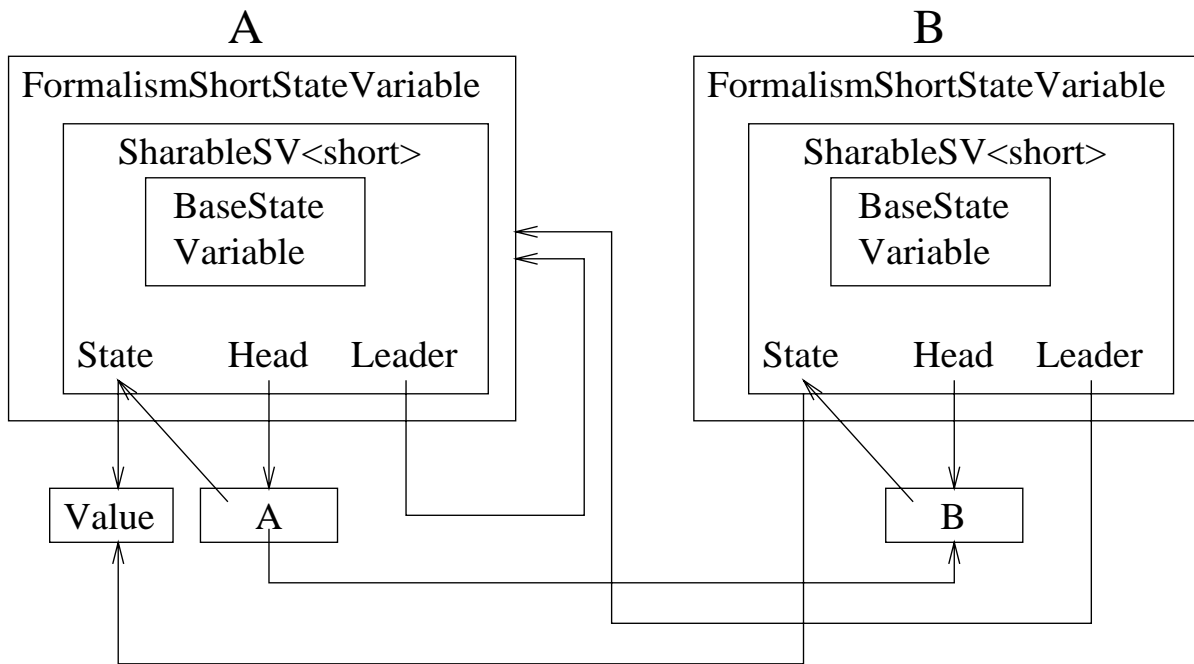 A
FormalismShortStateVariable
SharableSV<short>
BaseState
Variable
State Head Leader
Value
A
B
FormalismShortStateVariable
SharableSV<short>
BaseState
Variable
State Head Leader
B